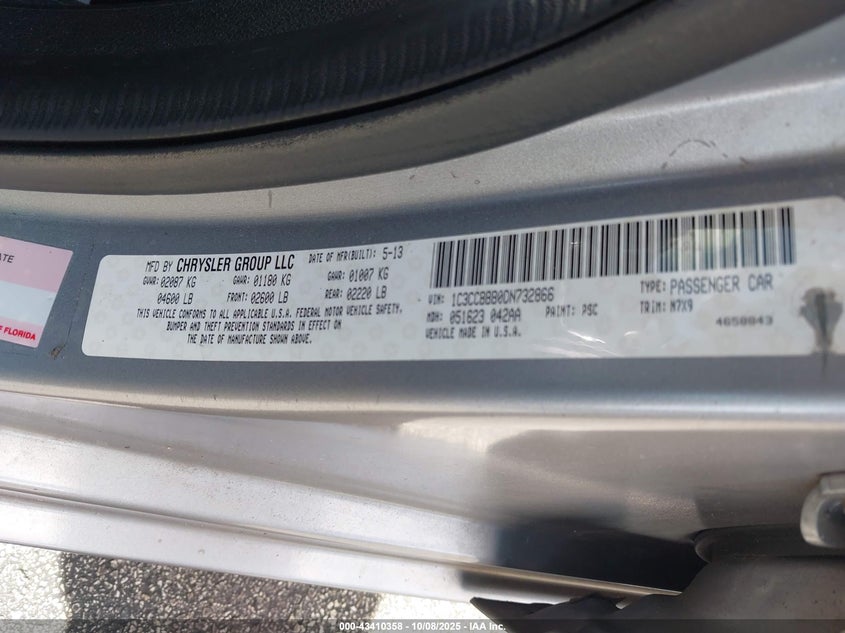 ATE
OF FLORIDA
MFD BY CHRYSLER GROUP LLC
DATE OF MFR(BUILT): 5-13
GVWR: 02087 KG
GAWR: 01180 KG
GAWR: 01007 KG
04600 LB
FRONT: 02600 LB
REAR: 02220 LB
THIS VEHICLE CONFORMS TO ALL APPLICABLE U.S.A. FEDERAL MOTOR VEHICLE SAFETY,
BUMPER AND THEFT PREVENTION STANDARDS IN EFFECT ON
THE DATE OF MANUFACTURE SHOWN ABOVE.
VIN: 1C3CCBBB0DN732866
TYPE: PASSENGER CAR
MDH: 051623 042AA
PAINT: PSC
TRIM: N7X9
VEHICLE MADE IN U.S.A.
4658843
000-43410358 | 10/08/2025 - IAA Inc.